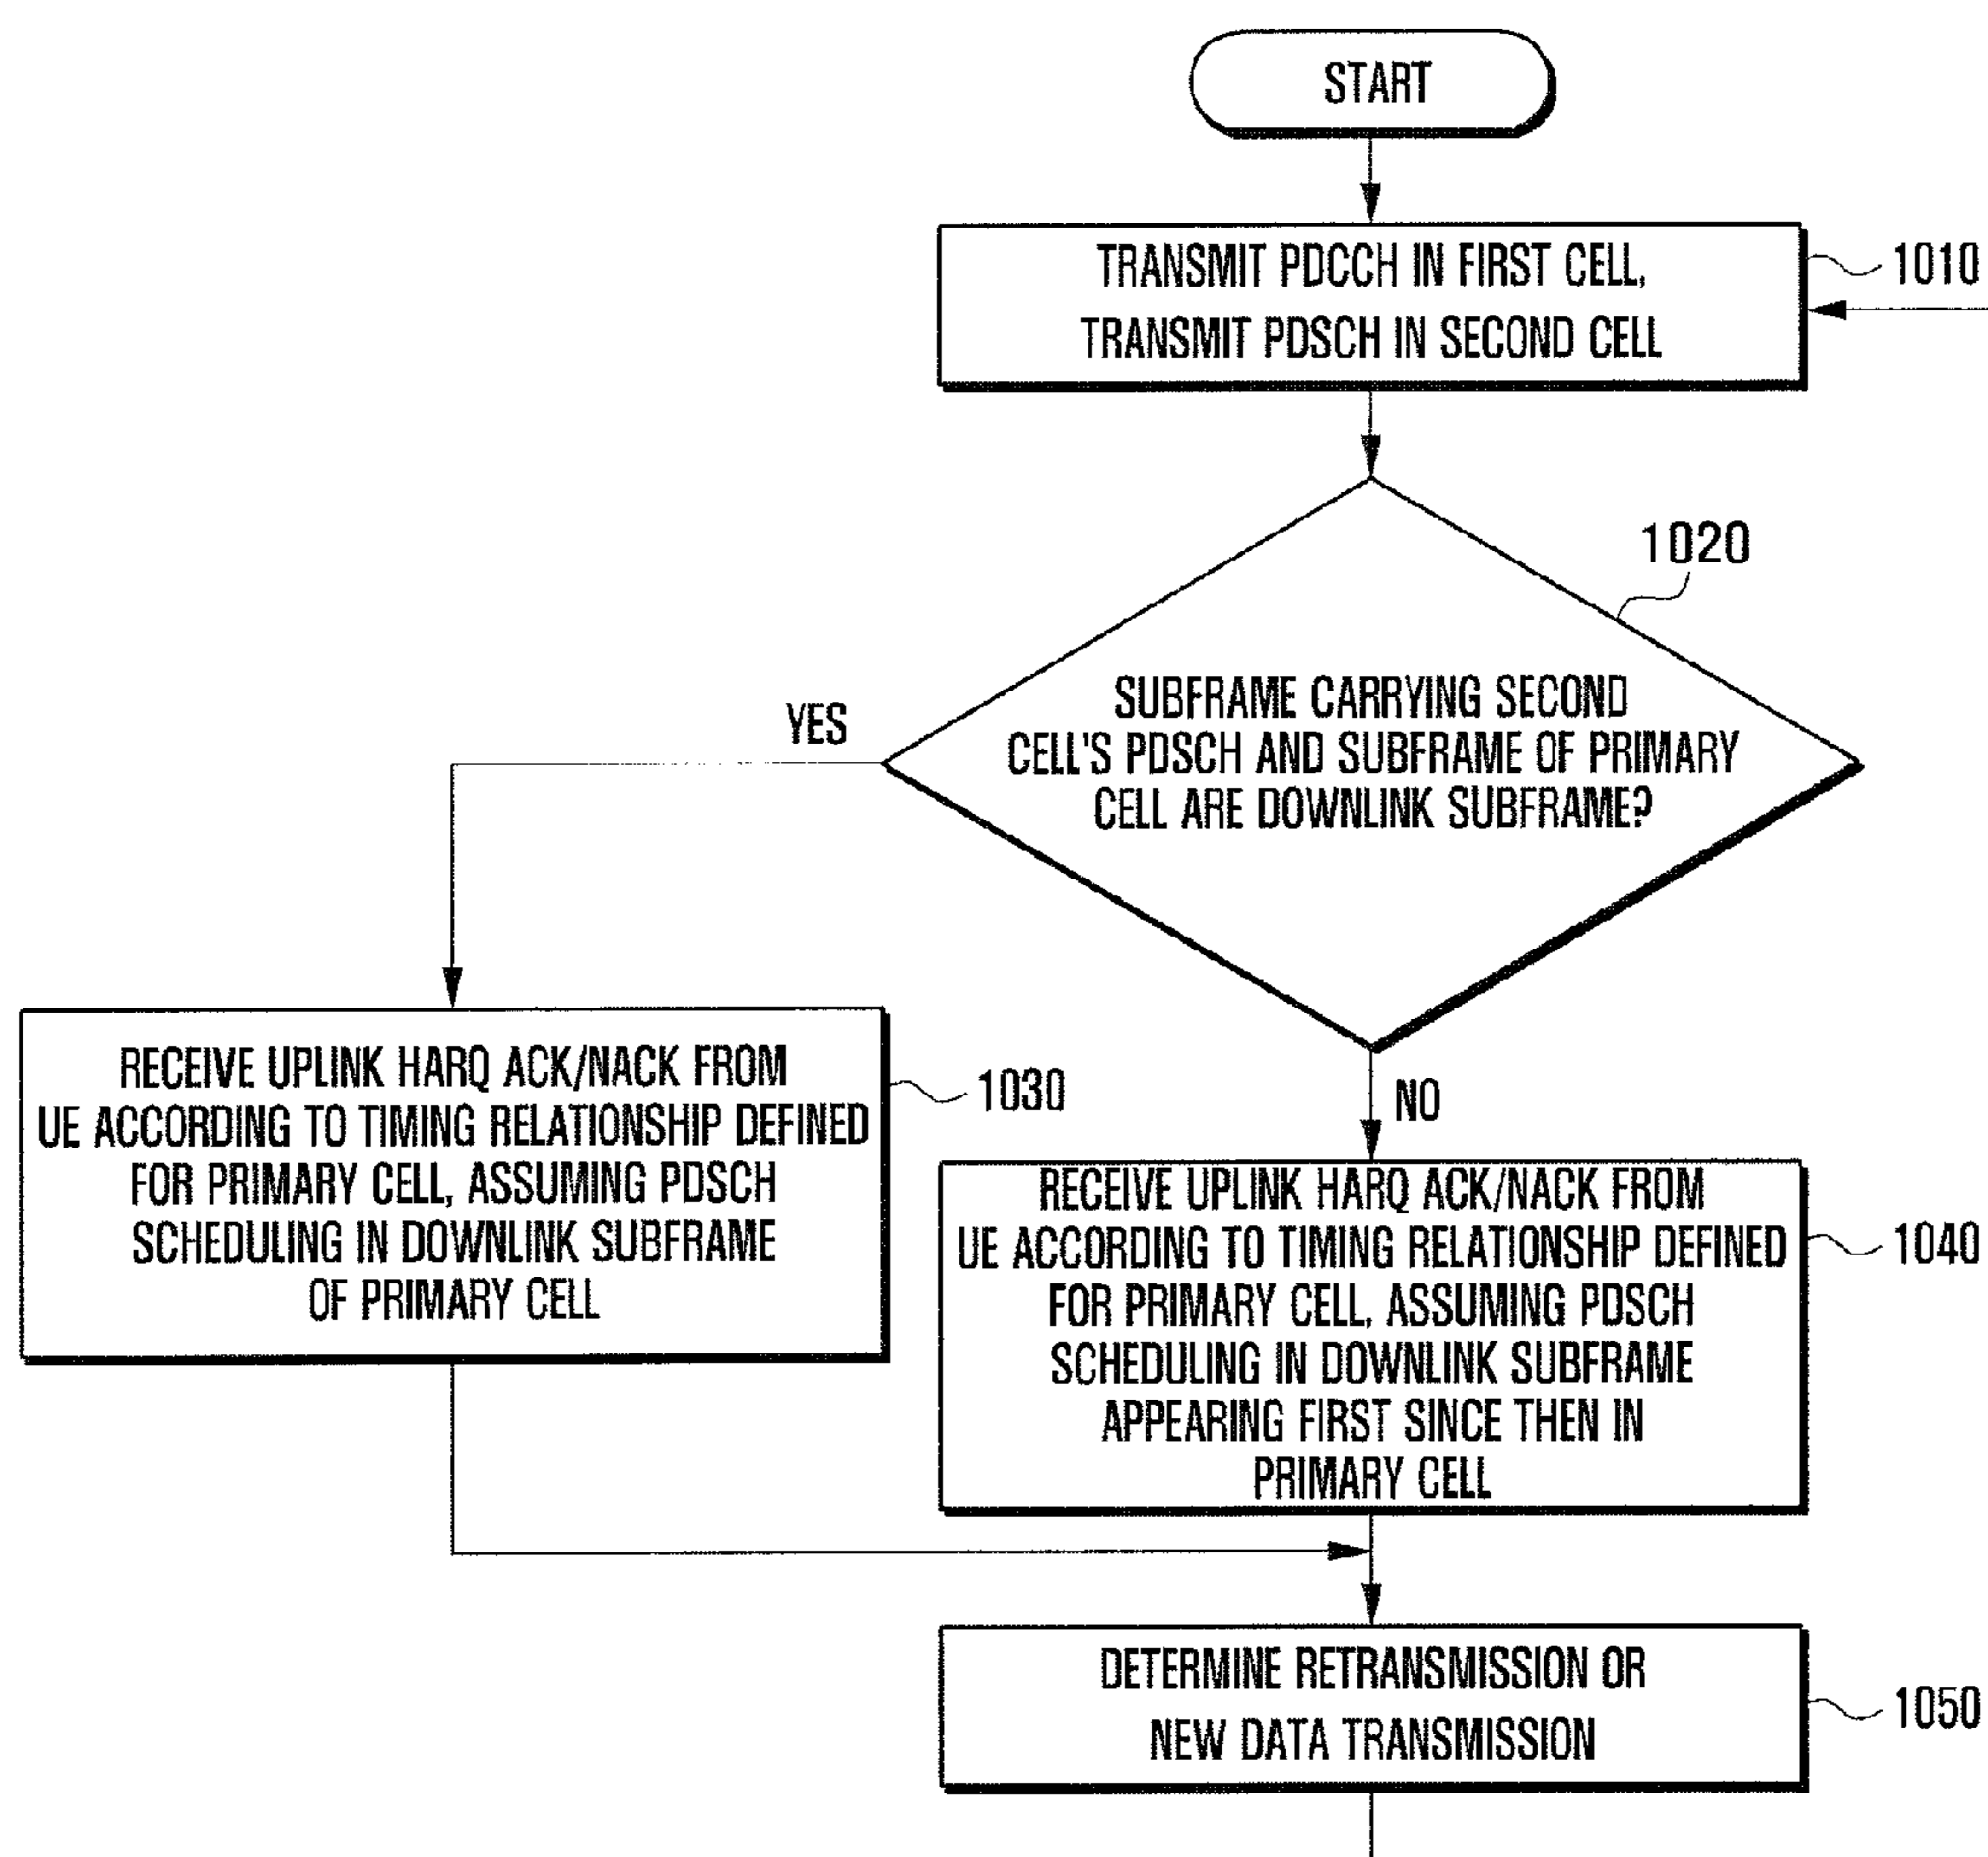 START
TRANSMIT PDCCH IN FIRST CELL,
TRANSMIT PDSCH IN SECOND CELL
1010
1020
SUBFRAME CARRYING SECOND
CELL'S PDSCH AND SUBFRAME OF PRIMARY
CELL ARE DOWNLINK SUBFRAME?
YES
NO
RECEIVE UPLINK HARQ ACK/NACK FROM
UE ACCORDING TO TIMING RELATIONSHIP DEFINED
FOR PRIMARY CELL, ASSUMING PDSCH
SCHEDULING IN DOWNLINK SUBFRAME
OF PRIMARY CELL
1030
RECEIVE UPLINK HARQ ACK/NACK FROM
UE ACCORDING TO TIMING RELATIONSHIP DEFINED
FOR PRIMARY CELL, ASSUMING PDSCH
SCHEDULING IN DOWNLINK SUBFRAME
APPEARING FIRST SINCE THEN IN
PRIMARY CELL
1040
DETERMINE RETRANSMISSION OR
NEW DATA TRANSMISSION
1050